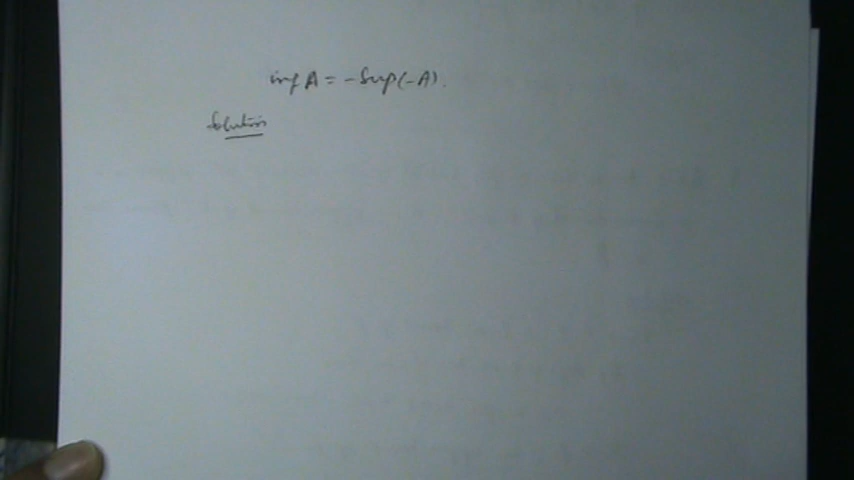 inf A = -Sup(-A).
Solution